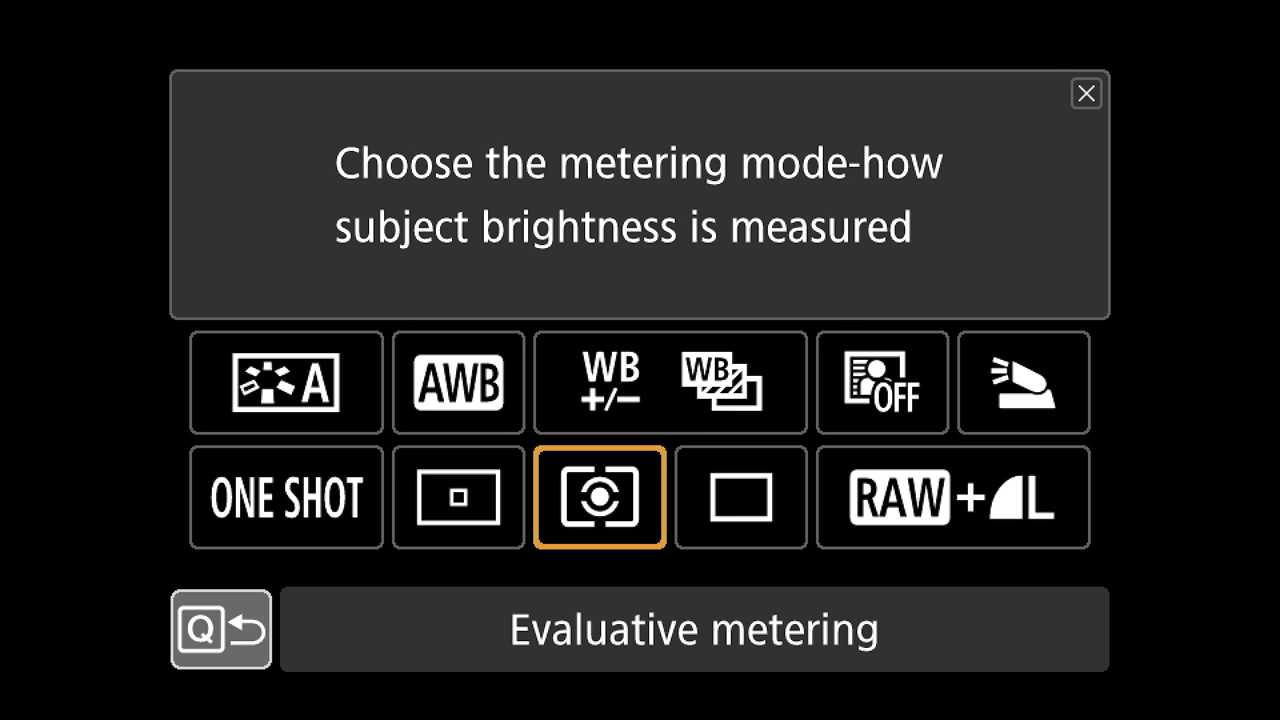 Choose the metering mode-how
subject brightness is measured
A
AWB
WB
+/-
WB
OFF
ONE SHOT
RAW+L
Q
Evaluative metering